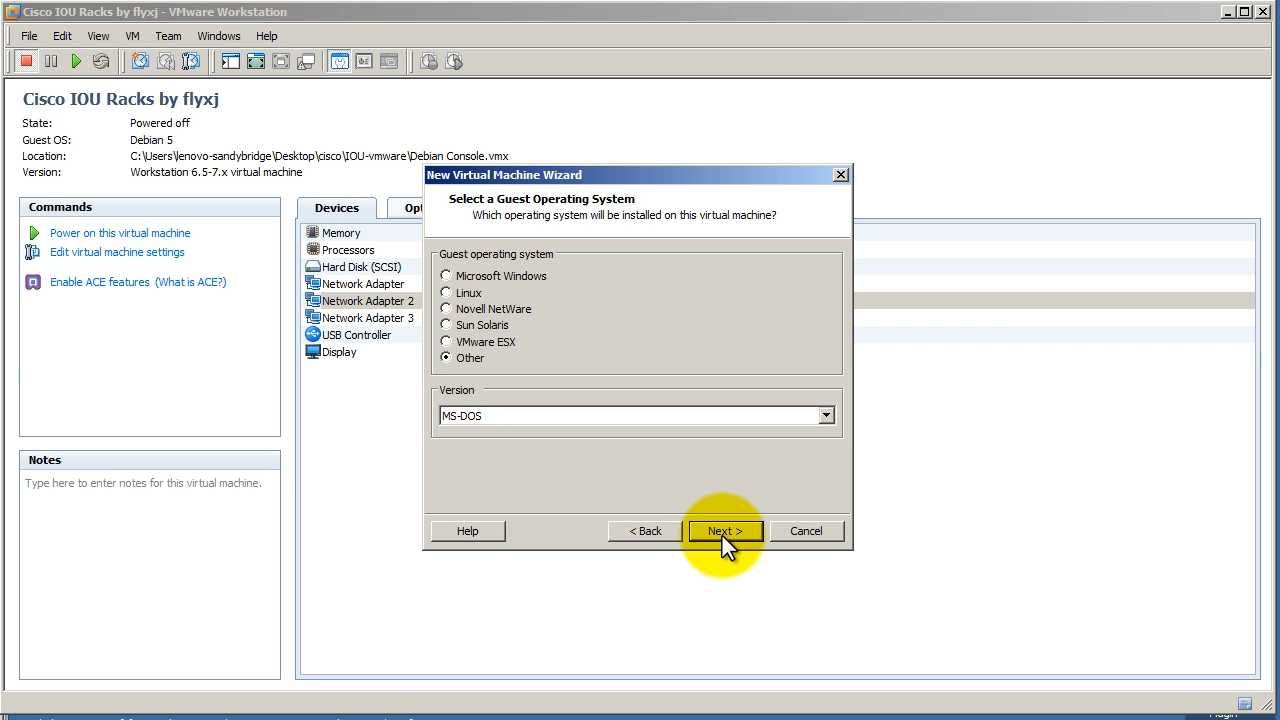 Cisco IOU Racks by flyxj - VMware Workstation
File Edit View VM Team Windows Help
Cisco IOU Racks by flyxj
State: Powered off
Guest OS: Debian 5
Location: C:\Users\lenovo-sandybridge\Desktop\cisco\IOU-vmware\Debian Console.vmx
Version: Workstation 6.5-7.x virtual machine
Commands
Power on this virtual machine
Edit virtual machine settings
Enable ACE features (What is ACE?)
Notes
Type here to enter notes for this virtual machine.
Devices
Memory
Processors
Hard Disk (SCSI)
Network Adapter
Network Adapter 2
Network Adapter 3
USB Controller
Display
New Virtual Machine Wizard
Select a Guest Operating System
Which operating system will be installed on this virtual machine?
Guest operating system
Microsoft Windows
Linux
Novell NetWare
Sun Solaris
VMware ESX
Other
Version
MS-DOS
Help < Back Next > Cancel